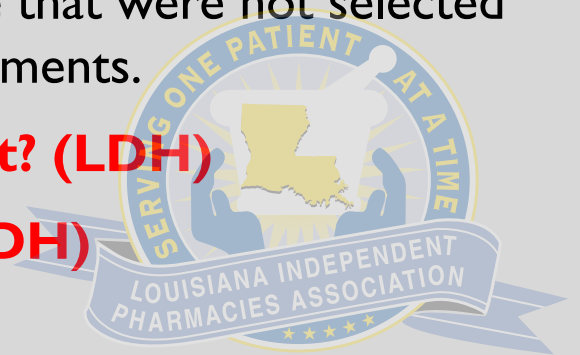 e that were not selected
ments.
t? (LDH)
DH)
SERVING ONE PATIENT AT A TIME
LOUISIANA INDEPENDENT
PHARMACIES ASSOCIATION